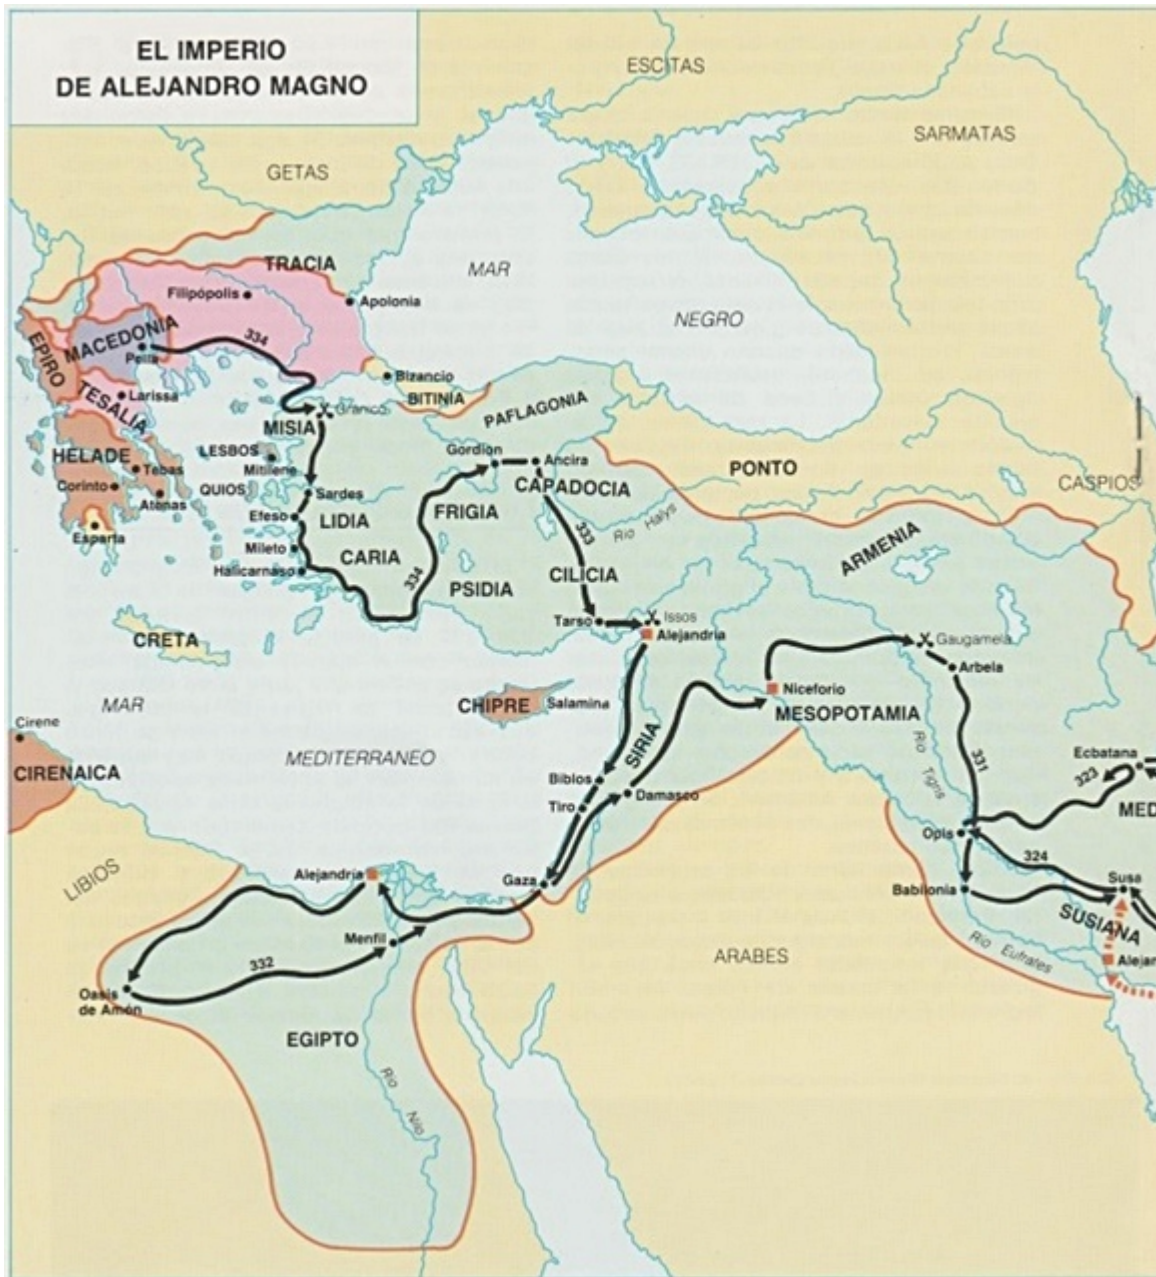 EL IMPERIO
DE ALEJANDRO MAGNO
ESCITAS
SARMATAS
GETAS
TRACIA
MAR
Filipópolis
Apolonia
NEGRO
MACEDONIA
334
Pella
EPIRO
Bizancio
BITINIA
TESALIA
Larissa
Gránico
PAFLAGONIA
MISIA
HELADE
LESBOS
Gordion
Ancira
PONTO
Tebas
Mitilene
CAPADOCIA
CASPIOS
Corinto
QUIOS
Sardes
Atenas
Efeso
LIDIA
FRIGIA
Río Halys
Esparta
333
Mileto
CARIA
ARMENIA
Halicarnaso
334
PSIDIA
CILICIA
Tarso
Issos
CRETA
Alejandría
Gaugamela
Arbela
Niceforio
MAR
CHIPRE
Salamina
MESOPOTAMIA
Cirene
SIRIA
Río Tigris
MEDITERRANEO
331
Ecbatana
CIRENAICA
Biblos
323
Damasco
Tiro
MED
Opis
LIBIOS
324
Alejandría
Gaza
Babilonia
Susa
SUSIANA
Menfil
Río Eufrates
ARABES
Alejan
332
Oasis
de Amón
EGIPTO
Río Nilo